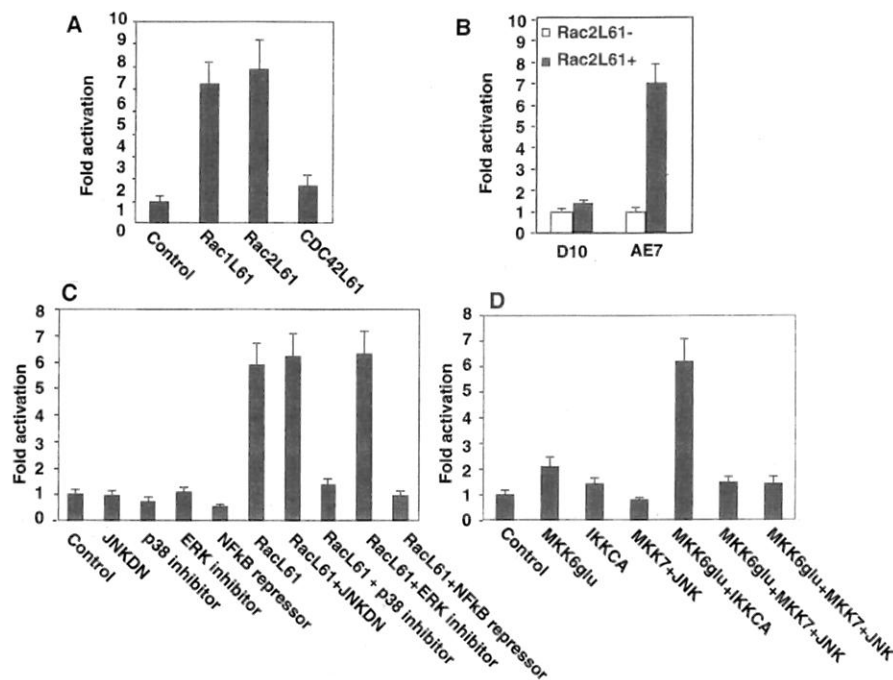 A
Fold activation
10
9
8
7
6
5
4
3
2
1
0
Control
Rac1L61
Rac2L61
CDC42L61
B
Rac2L61-
Rac2L61+
Fold activation
10
9
8
7
6
5
4
3
2
1
0
D10
AE7
C
Fold activation
8
7
6
5
4
3
2
1
0
Control
JNKDN
p38 inhibitor
ERK inhibitor
NFkB repressor
RacL61
RacL61+JNKDN
RacL61 + p38 inhibitor
RacL61+ERK inhibitor
RacL61+NFkB repressor
D
Fold activation
8
7
6
5
4
3
2
1
0
Control
MKK6glu
IKKCA
MKK7+JNK
MKK6glu+IKKCA
MKK6glu+MKK7+JNK
MKK6glu+MKK7+JNK